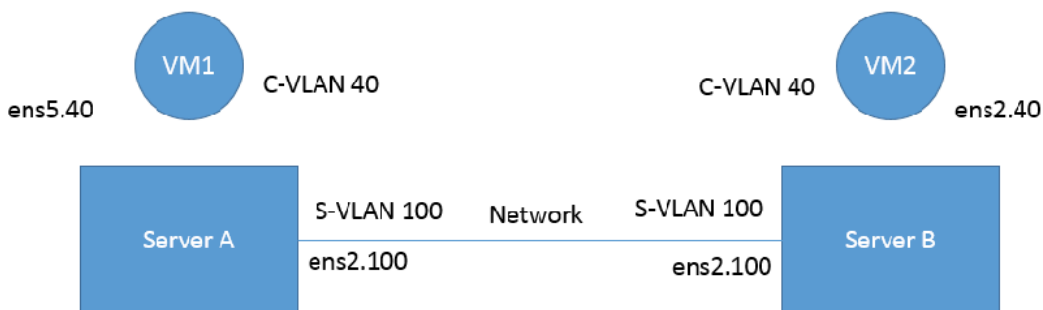 VM1
C-VLAN 40
ens5.40
VM2
C-VLAN 40
ens2.40
Server A
S-VLAN 100
Network
S-VLAN 100
ens2.100
ens2.100
Server B